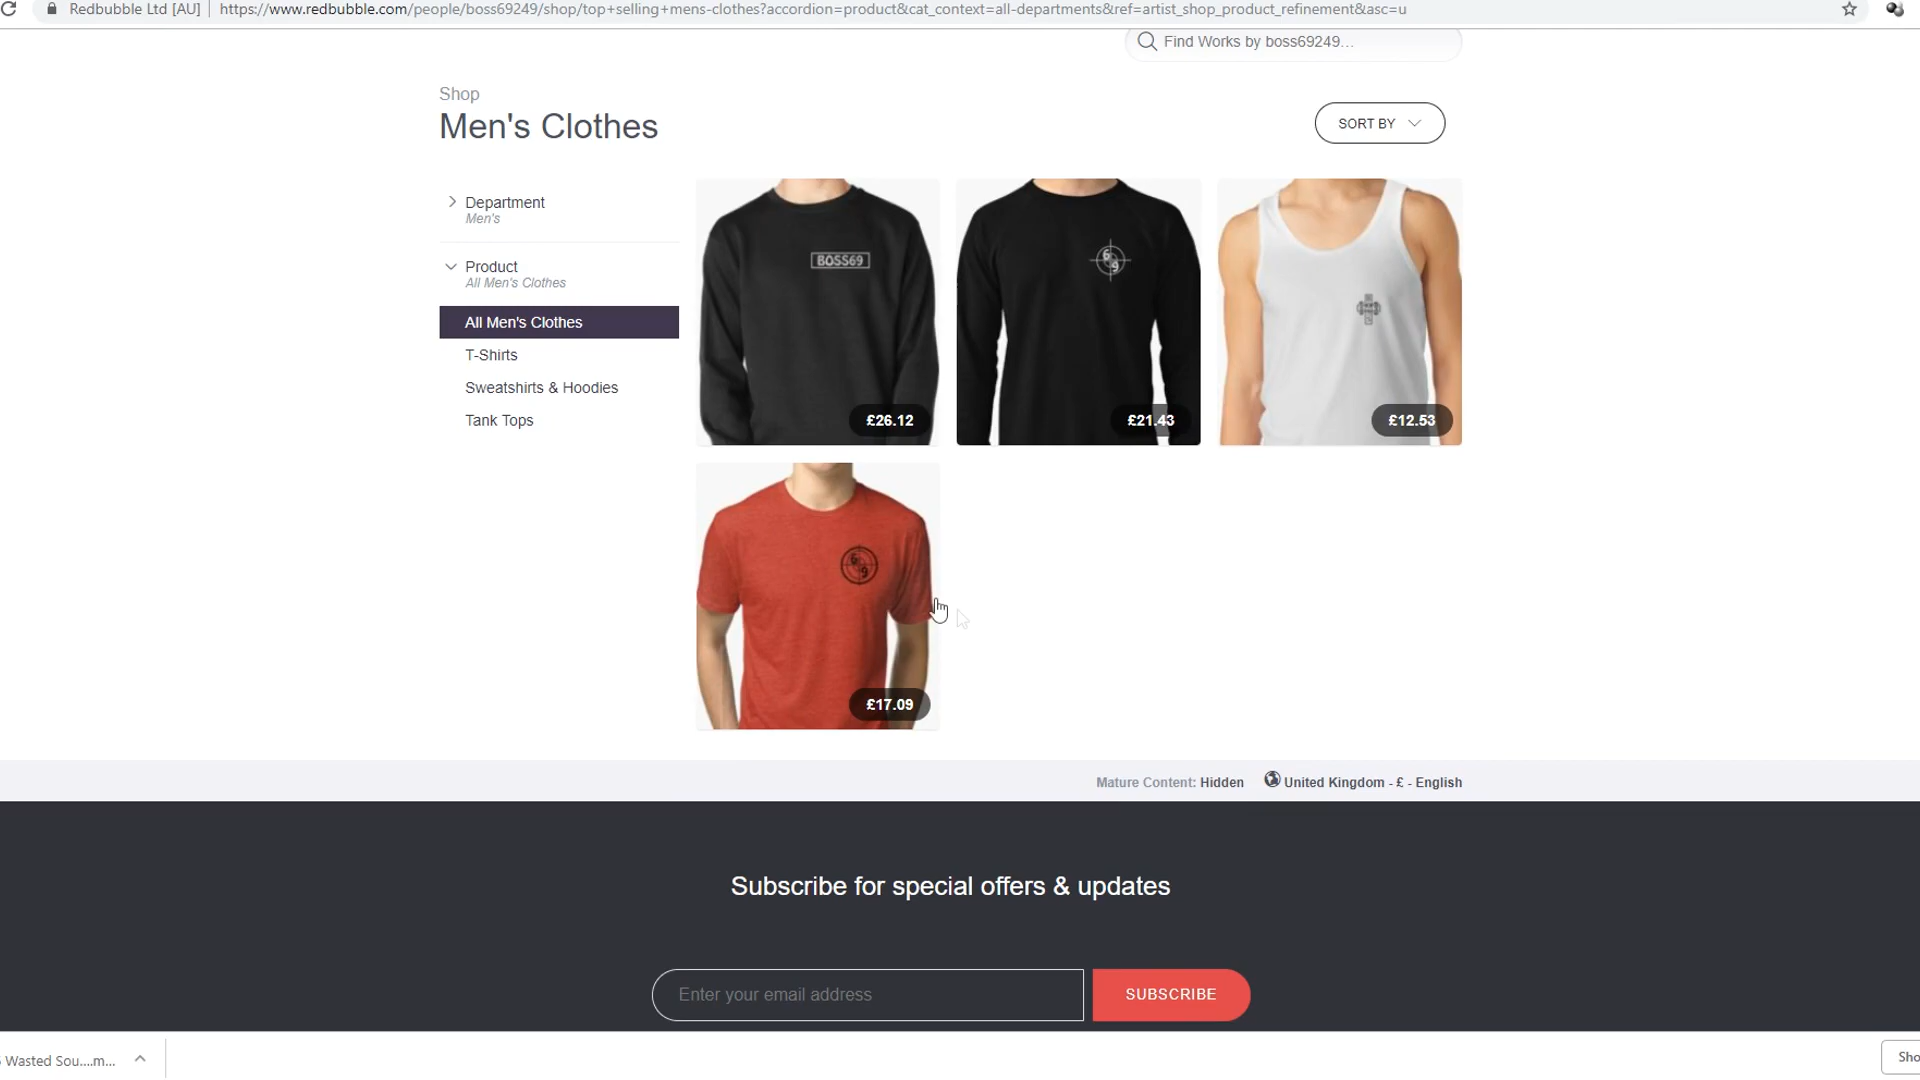 Redbubble Ltd [AU]
https://www.redbubble.com/people/boss69249/shop/top+selling+mens-clothes?accordion=product&cat_context=all-departments&ref=artist_shop_product_refinement&asc=u
Find Works by boss69249...
Shop
Men's Clothes
SORT BY
Department
Men's
Product
All Men's Clothes
All Men's Clothes
T-Shirts
Sweatshirts & Hoodies
Tank Tops
BOSS69
69
£26.12
£21.43
£12.53
69
£17.09
Mature Content: Hidden
United Kingdom - £ - English
Subscribe for special offers & updates
Enter your email address
SUBSCRIBE
Wasted Sou....m...
Sho